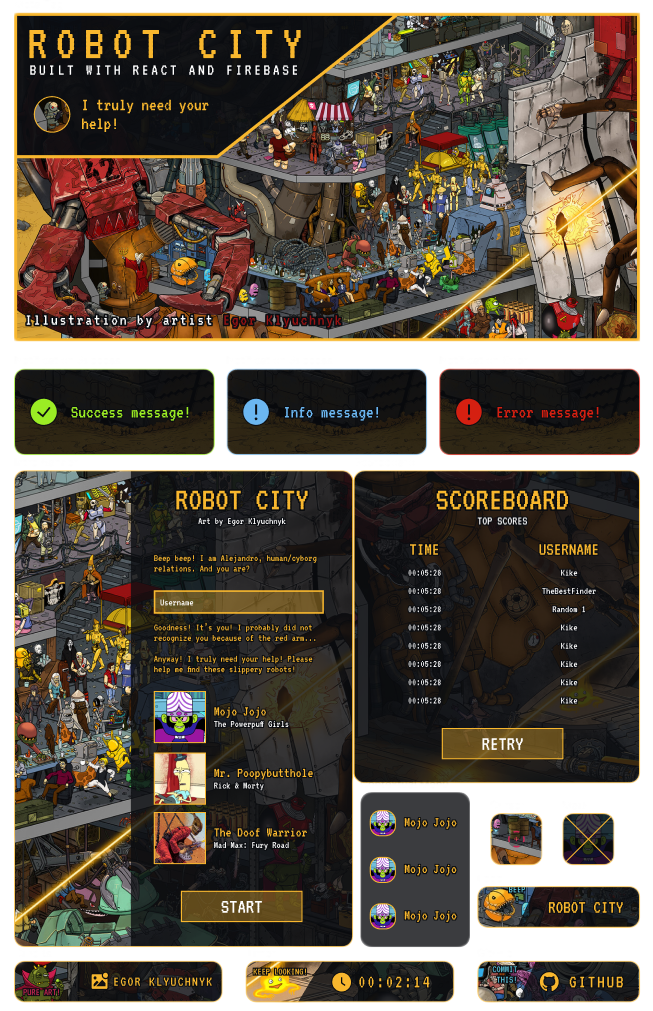 ROBOT CITY
BUILT WITH REACT AND FIREBASE
I truly need your
help!
Illustration by artist Egor Klyuchnyk
Success message!
Info message!
Error message!
ROBOT CITY
Art by Egor Klyuchnyk
Beep beep! I am Alejandro, human/cyborg
relations. And you are?
Username
Goodness! It's you! I probably did not
recognize you because of the red arm...
Anyway! I truly need your help! Please
help me find these slippery robots!
Mojo Jojo
The Powerpuff Girls
Mr. Poopybutthole
Rick & Morty
The Doof Warrior
Mad Max: Fury Road
START
SCOREBOARD
TOP SCORES
TIME USERNAME
00:05:28 Kike
00:05:28 TheBestFinder
00:05:28 Random 1
00:05:28 Kike
00:05:28 Kike
00:05:28 Kike
00:05:28 Kike
00:05:28 Kike
RETRY
Mojo Jojo
Mojo Jojo
Mojo Jojo
BEEP
ROBOT CITY
PURE ART!
EGOR KLYUCHNYK
KEEP LOOKING!
00:02:14
COMMIT
THIS!
GITHUB